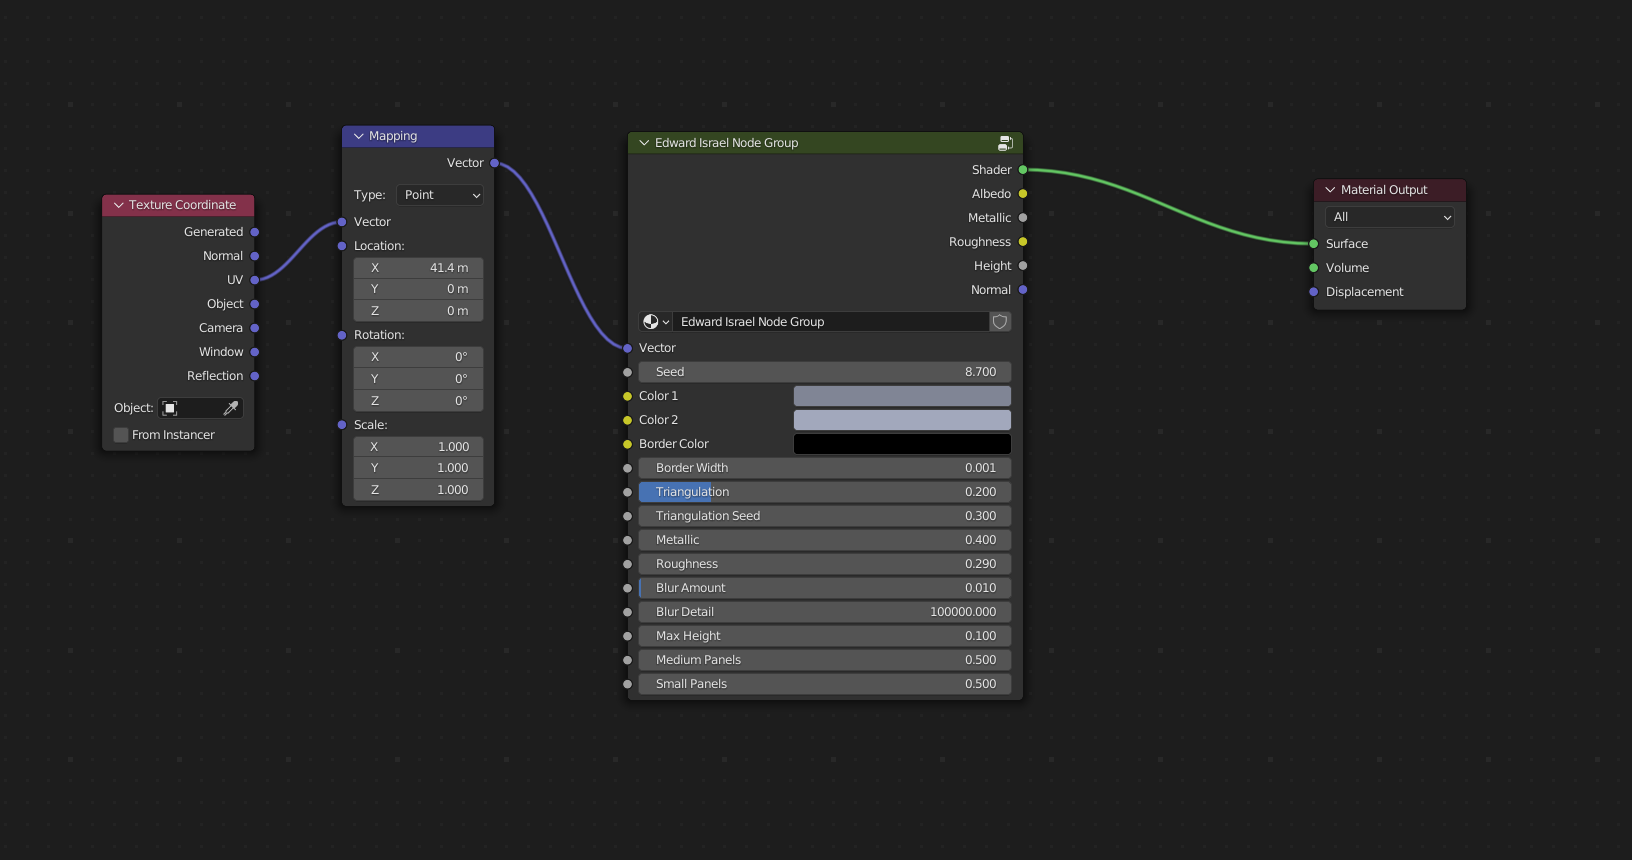 Texture Coordinate
Generated
Normal
UV
Object
Camera
Window
Reflection
Object:
From Instancer
Mapping
Vector
Type: Point
Vector
Location:
X 41.4 m
Y 0 m
Z 0 m
Rotation:
X 0°
Y 0°
Z 0°
Scale:
X 1.000
Y 1.000
Z 1.000
Edward Israel Node Group
Shader
Albedo
Metallic
Roughness
Height
Normal
Edward Israel Node Group
Vector
Seed 8.700
Color 1
Color 2
Border Color
Border Width 0.001
Triangulation 0.200
Triangulation Seed 0.300
Metallic 0.400
Roughness 0.290
Blur Amount 0.010
Blur Detail 100000.000
Max Height 0.100
Medium Panels 0.500
Small Panels 0.500
Material Output
All
Surface
Volume
Displacement